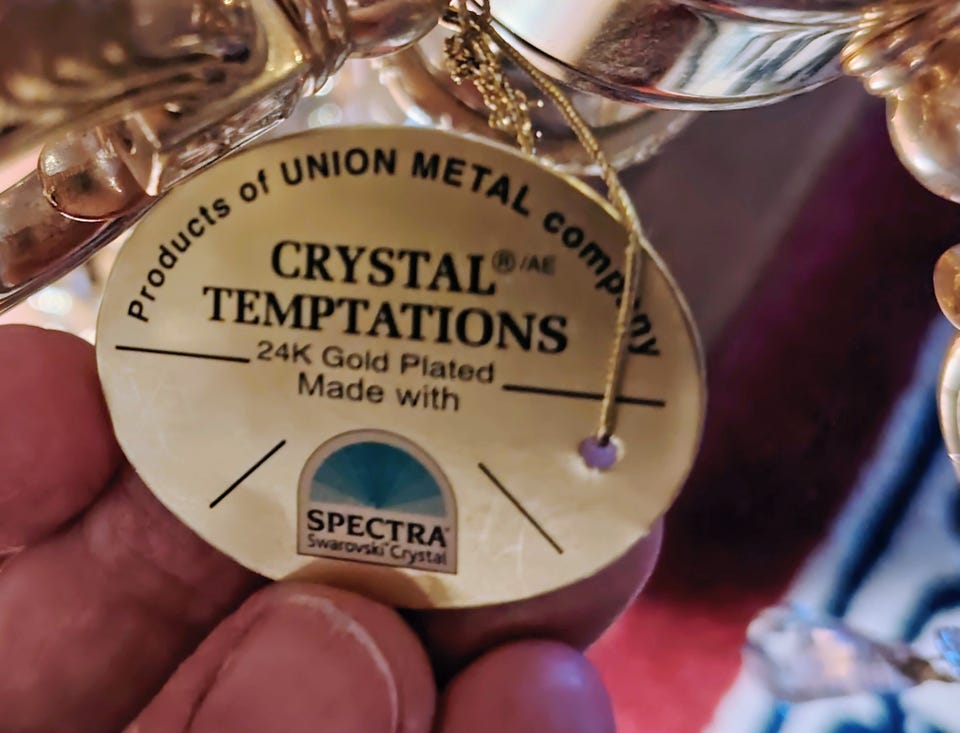 Products of UNION METAL company
CRYSTAL®/AE
TEMPTATIONS
24K Gold Plated
Made with
SPECTRA
Swarovski Crystal